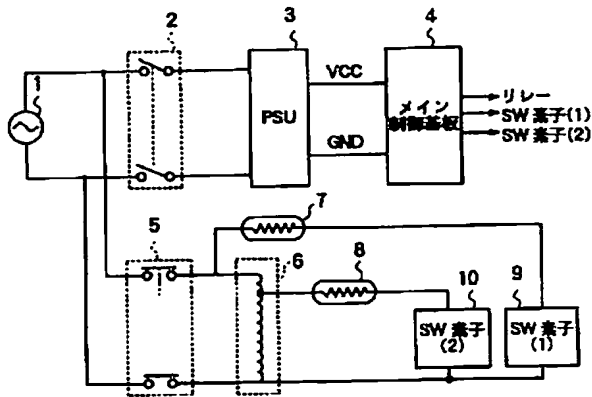 2
3
4
1
PSU
VCC
GND
メイン
制御基板
リレー
SW 素子(1)
SW 素子(2)
5
6
7
8
10
9
SW 素子
(2)
SW 素子
(1)